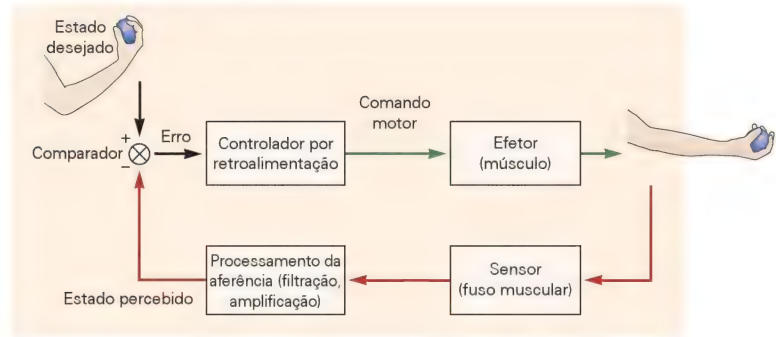 Estado
desejado
Comando
motor
+
Erro
Comparador
−
Controlador por
retroalimentação
Efetor
(músculo)
Processamento da
aferência (filtração,
amplificação)
Sensor
(fuso muscular)
Estado percebido